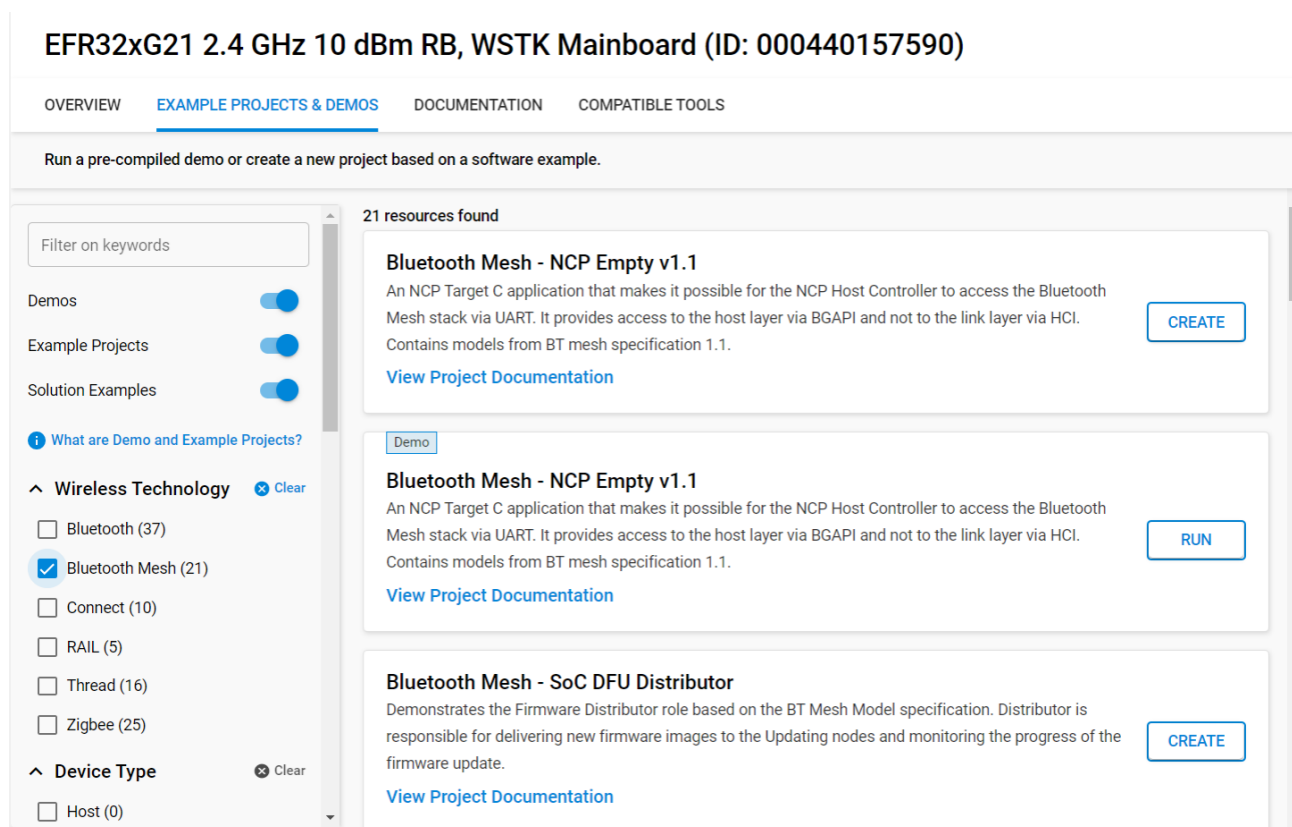 EFR32xG21 2.4 GHz 10 dBm RB, WSTK Mainboard (ID: 000440157590)
OVERVIEW EXAMPLE PROJECTS & DEMOS DOCUMENTATION COMPATIBLE TOOLS
Run a pre-compiled demo or create a new project based on a software example.
Filter on keywords
Demos
Example Projects
Solution Examples
What are Demo and Example Projects?
Wireless Technology Clear
Bluetooth (37)
Bluetooth Mesh (21)
Connect (10)
RAIL (5)
Thread (16)
Zigbee (25)
Device Type Clear
Host (0)
21 resources found
Bluetooth Mesh - NCP Empty v1.1
An NCP Target C application that makes it possible for the NCP Host Controller to access the Bluetooth
Mesh stack via UART. It provides access to the host layer via BGAPI and not to the link layer via HCI.
Contains models from BT mesh specification 1.1.
View Project Documentation
CREATE
Demo
Bluetooth Mesh - NCP Empty v1.1
An NCP Target C application that makes it possible for the NCP Host Controller to access the Bluetooth
Mesh stack via UART. It provides access to the host layer via BGAPI and not to the link layer via HCI.
Contains models from BT mesh specification 1.1.
View Project Documentation
RUN
Bluetooth Mesh - SoC DFU Distributor
Demonstrates the Firmware Distributor role based on the BT Mesh Model specification. Distributor is
responsible for delivering new firmware images to the Updating nodes and monitoring the progress of the
firmware update.
View Project Documentation
CREATE